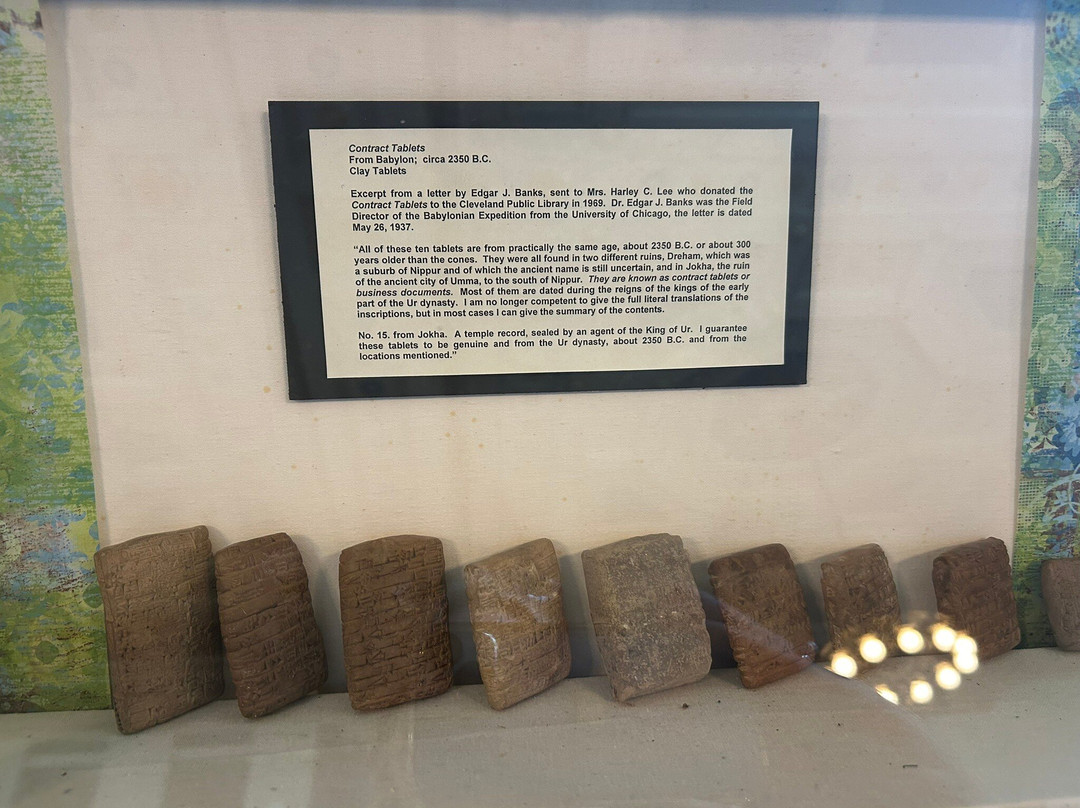 Contract Tablets
From Babylon; circa 2350 B.C.
Clay Tablets
Excerpt from a letter by Edgar J. Banks, sent to Mrs. Harley C. Lee who donated the
Contract Tablets to the Cleveland Public Library in 1969. Dr. Edgar J. Banks was the Field
Director of the Babylonian Expedition from the University of Chicago, the letter is dated
May 26, 1937.
“All of these ten tablets are from practically the same age, about 2350 B.C. or about 300
years older than the cones. They were all found in two different ruins, Dreham, which was
a suburb of Nippur and of which the ancient name is still uncertain, and in Jokha, the ruin
of the ancient city of Umma, to the south of Nippur. They are known as contract tablets or
business documents. Most of them are dated during the reigns of the kings of the early
part of the Ur dynasty. I am no longer competent to give the full literal translations of the
inscriptions, but in most cases I can give the summary of the contents.
No. 15. from Jokha. A temple record, sealed by an agent of the King of Ur. I guarantee
these tablets to be genuine and from the Ur dynasty, about 2350 B.C. and from the
locations mentioned.”